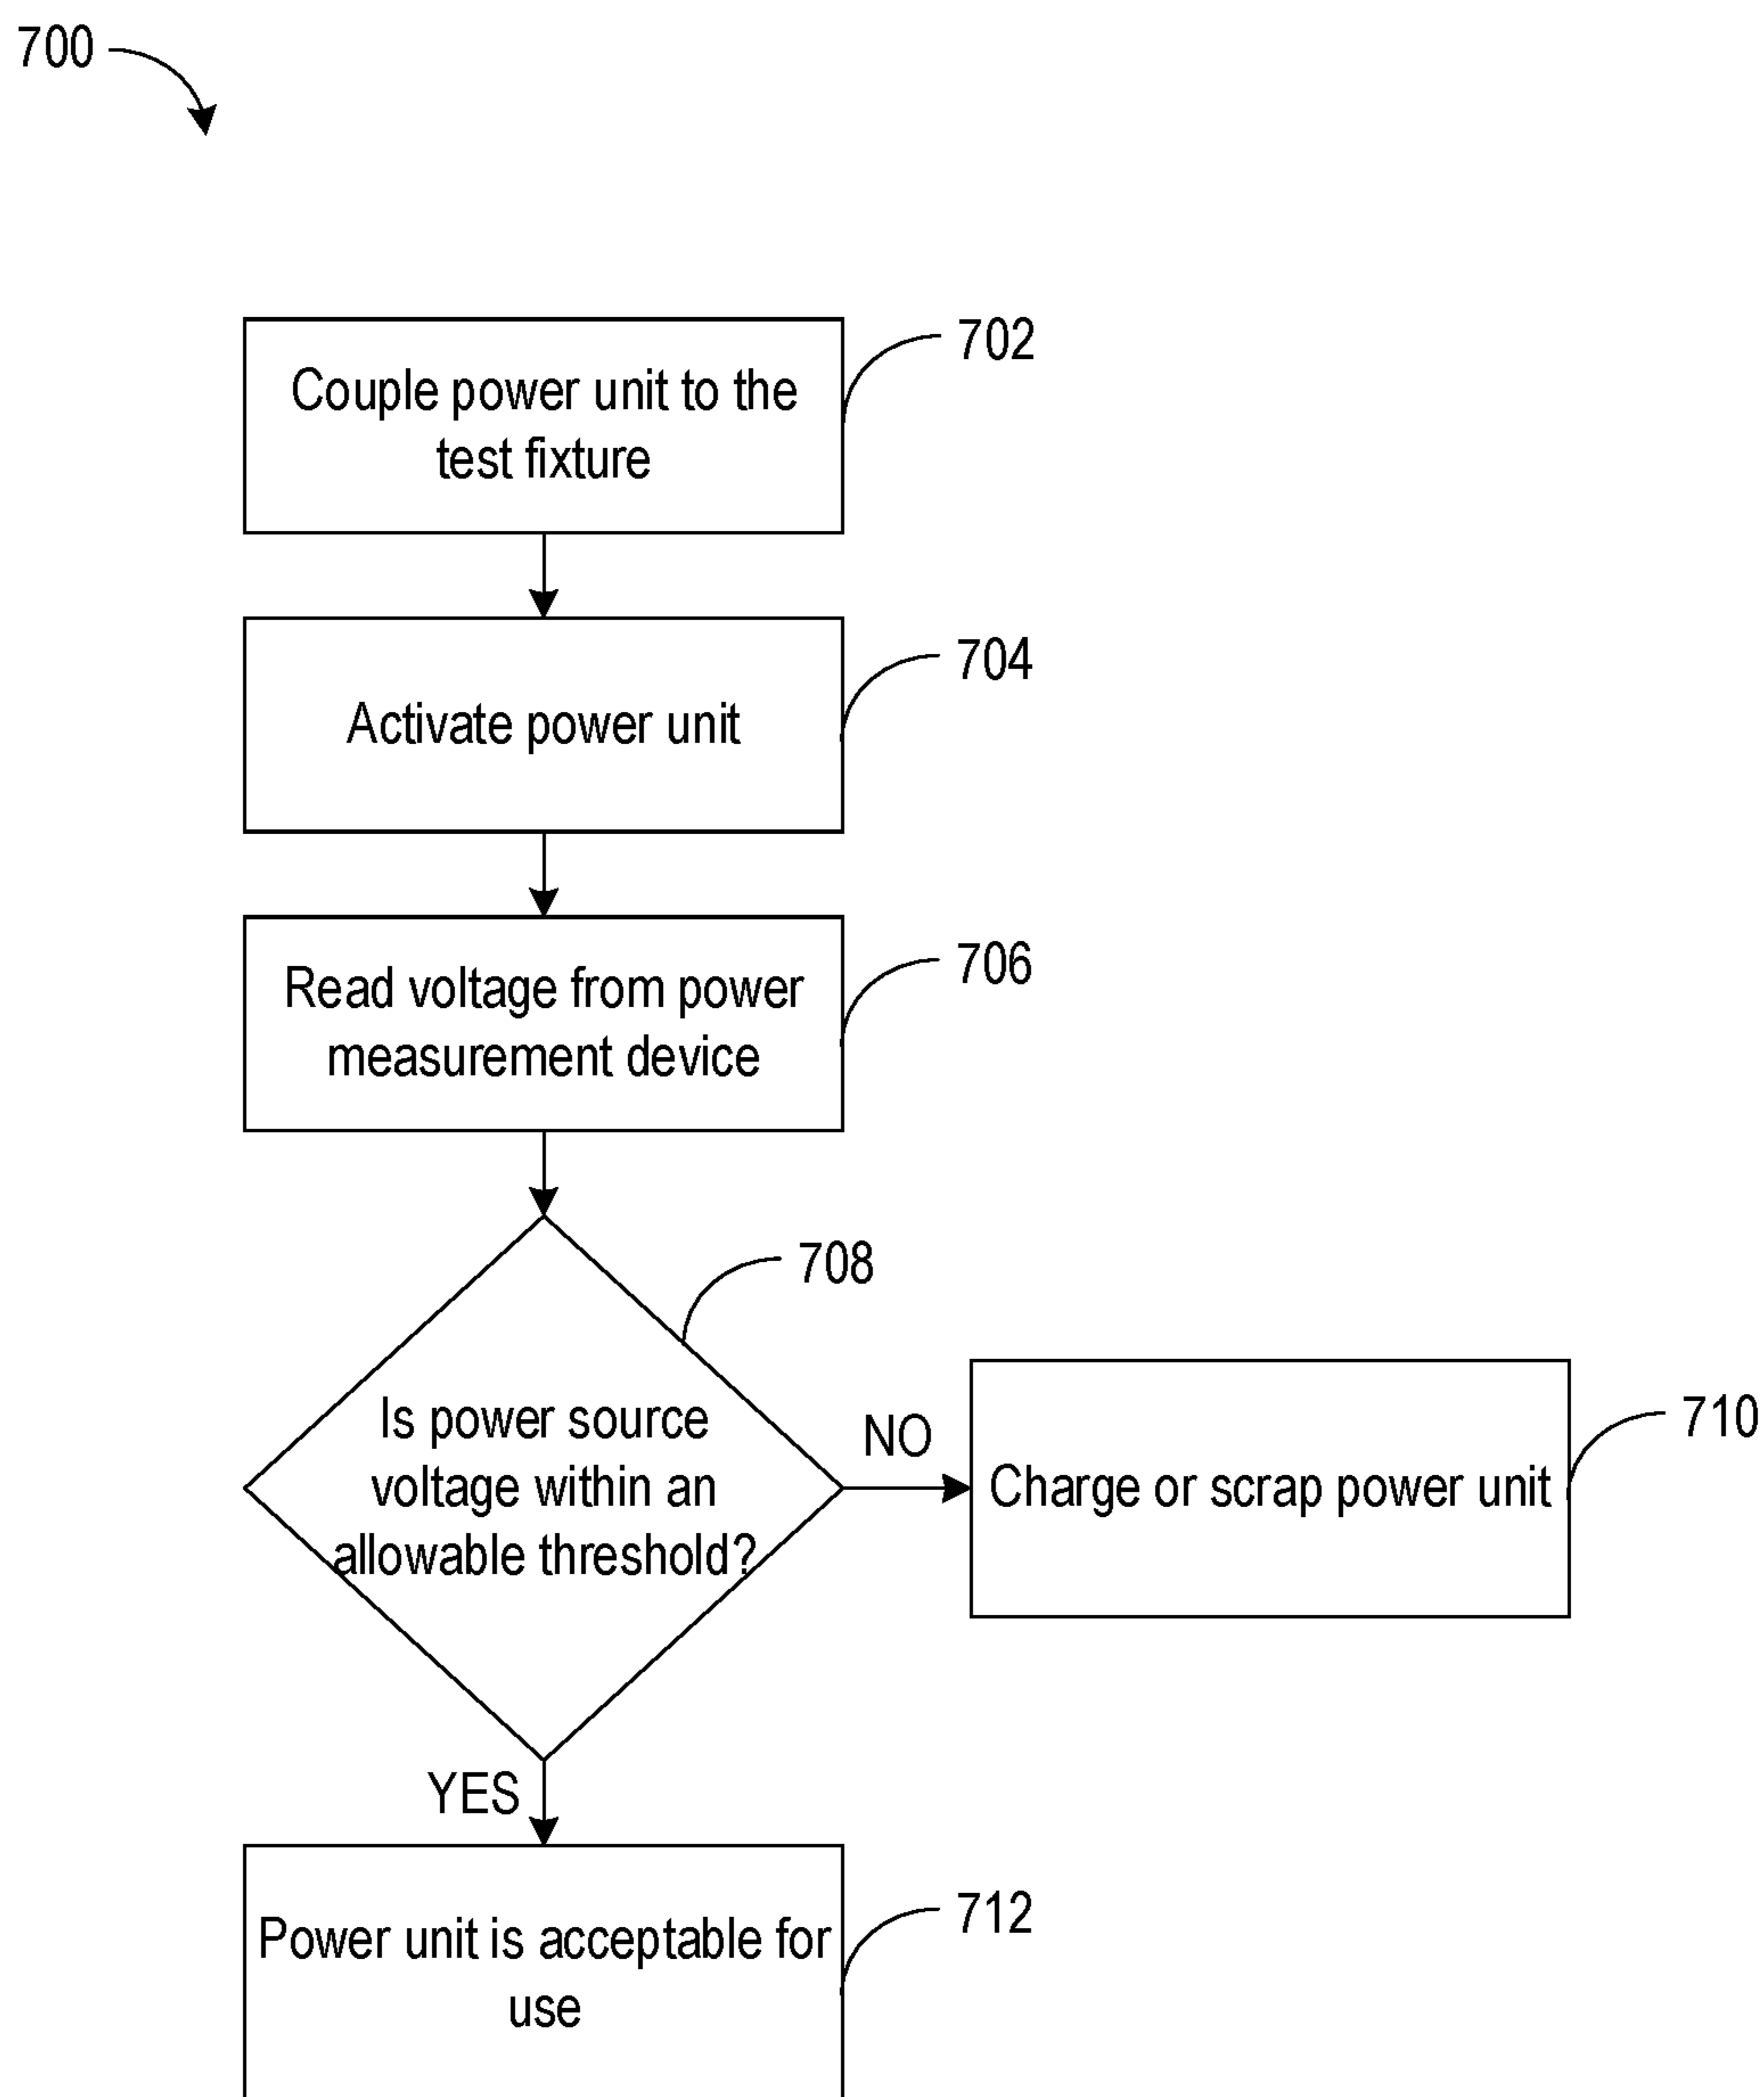 700
Couple power unit to the
test fixture
702
Activate power unit
704
Read voltage from power
measurement device
706
708
Is power source
voltage within an
allowable threshold?
NO
Charge or scrap power unit
710
YES
Power unit is acceptable for
use
712